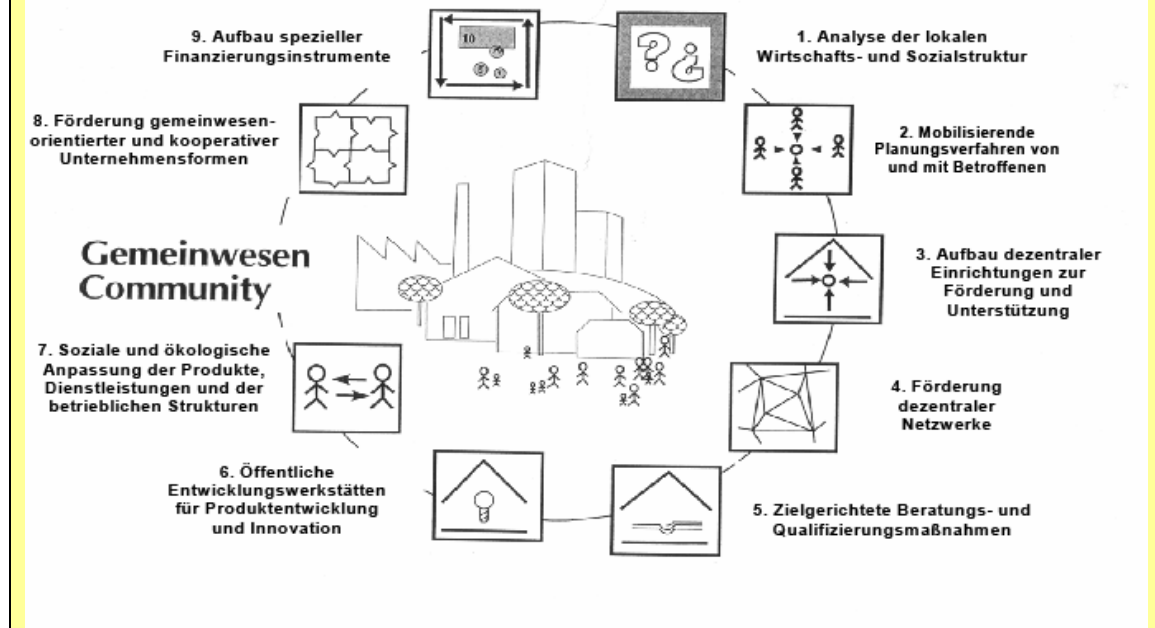 1. Analyse der lokalen
Wirtschafts- und Sozialstruktur
2. Mobilisierende
Planungsverfahren von
und mit Betroffenen
3. Aufbau dezentraler
Einrichtungen zur
Förderung und
Unterstützung
4. Förderung
dezentraler
Netzwerke
5. Zielgerichtete Beratungs- und
Qualifizierungsmaßnahmen
6. Öffentliche
Entwicklungswerkstätten
für Produktentwicklung
und Innovation
7. Soziale und ökologische
Anpassung der Produkte,
Dienstleistungen und der
betrieblichen Strukturen
Gemeinwesen
Community
8. Förderung gemeinwesen-
orientierter und kooperativer
Unternehmensformen
9. Aufbau spezieller
Finanzierungsinstrumente
10
? ¿